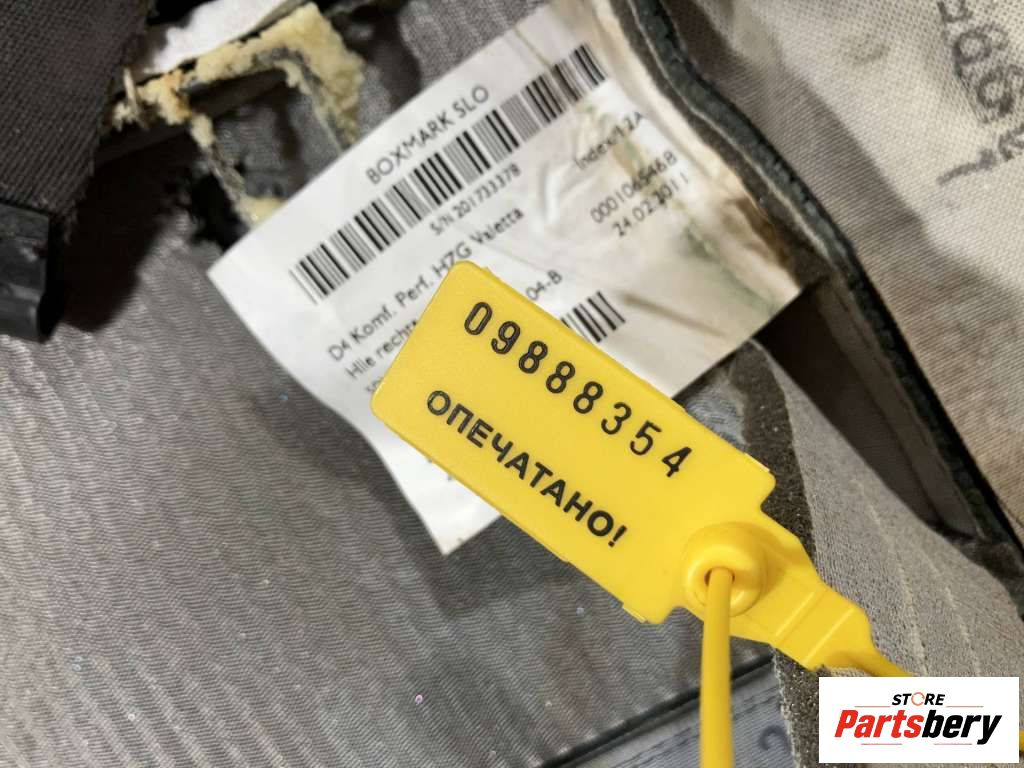 BOXMARK SLO
S/N 201733378
Index: 2A
D4 Komf. Perf. H7G Valetta
0001065468
Hlle rechts
04-B
24.02.2011
09888354
ОПЕЧАТАНО!
STORE
Partsbery